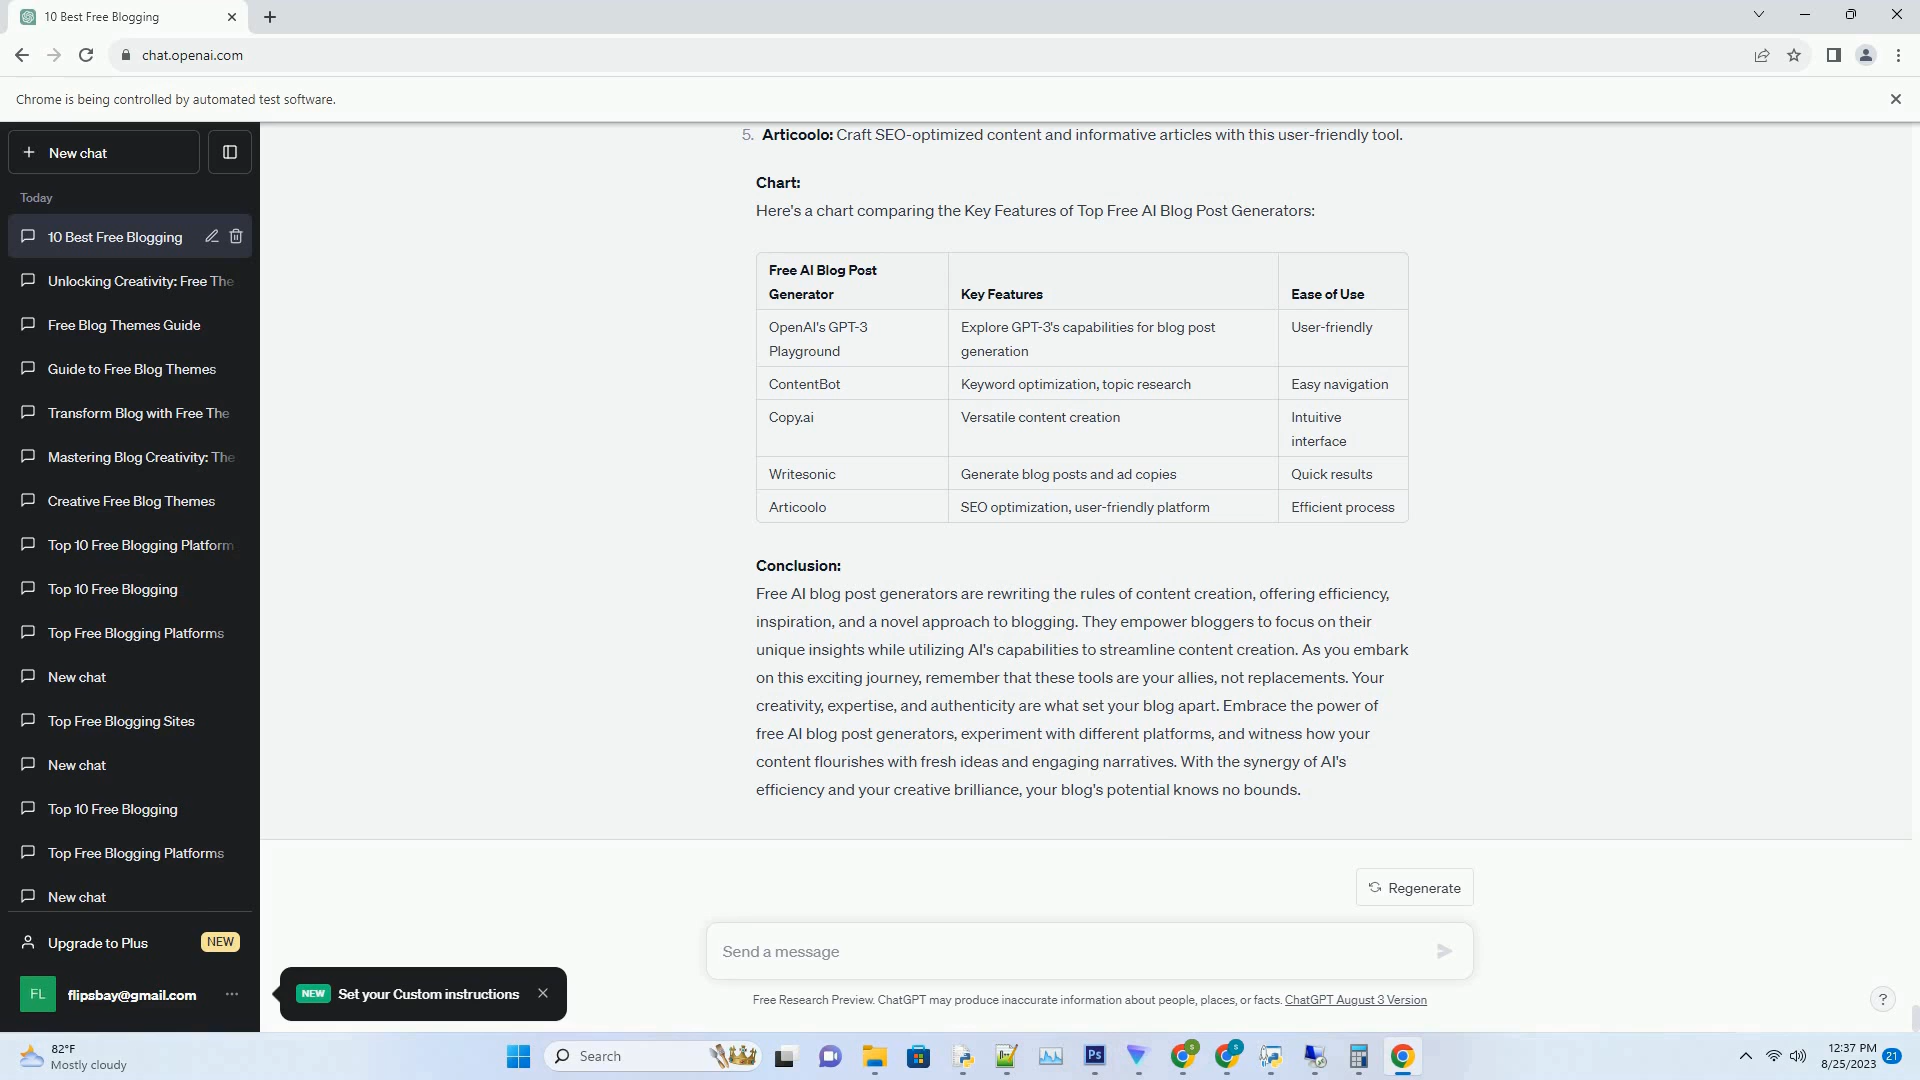 10 Best Free Blogging
chat.openai.com
Chrome is being controlled by automated test software.
New chat
Today
10 Best Free Blogging
Unlocking Creativity: Free The
Free Blog Themes Guide
Guide to Free Blog Themes
Transform Blog with Free The
Mastering Blog Creativity: The
Creative Free Blog Themes
Top 10 Free Blogging Platform
Top 10 Free Blogging
Top Free Blogging Platforms
New chat
Top Free Blogging Sites
New chat
Top 10 Free Blogging
Top Free Blogging Platforms
New chat
Upgrade to Plus NEW
FL flipsbay@gmail.com
5. Articoolo: Craft SEO-optimized content and informative articles with this user-friendly tool.
Chart:
Here's a chart comparing the Key Features of Top Free AI Blog Post Generators:
Free AI Blog Post
Generator Key Features Ease of Use
OpenAI's GPT-3 Explore GPT-3's capabilities for blog post User-friendly
Playground generation
ContentBot Keyword optimization, topic research Easy navigation
Copy.ai Versatile content creation Intuitive
interface
Writesonic Generate blog posts and ad copies Quick results
Articoolo SEO optimization, user-friendly platform Efficient process
Conclusion:
Free AI blog post generators are rewriting the rules of content creation, offering efficiency,
inspiration, and a novel approach to blogging. They empower bloggers to focus on their
unique insights while utilizing AI's capabilities to streamline content creation. As you embark
on this exciting journey, remember that these tools are your allies, not replacements. Your
creativity, expertise, and authenticity are what set your blog apart. Embrace the power of
free AI blog post generators, experiment with different platforms, and witness how your
content flourishes with fresh ideas and engaging narratives. With the synergy of AI's
efficiency and your creative brilliance, your blog's potential knows no bounds.
Regenerate
Send a message
NEW Set your Custom instructions
Free Research Preview. ChatGPT may produce inaccurate information about people, places, or facts. ChatGPT August 3 Version
?
82°F
Mostly cloudy
Search
Ps
S
S
12:37 PM
8/25/2023
21